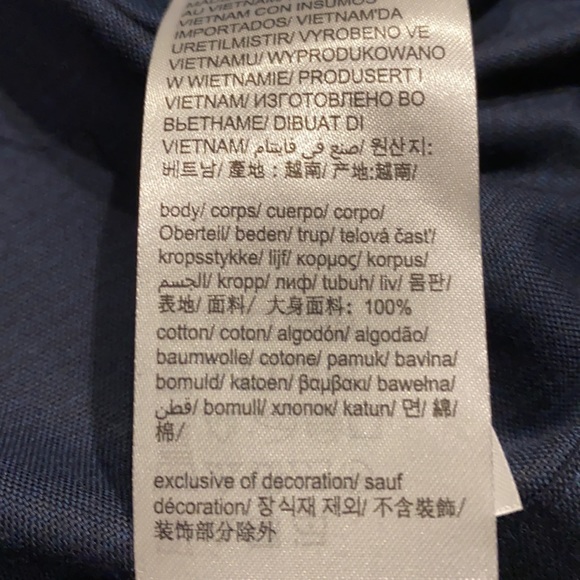 AU VIETNAM CON INSUMOS
IMPORTADOS/ VIETNAM'DA
URETILMISTIR/ VYROBENO VE
VIETNAMU/ WYPRODUKOWANO
W WIETNAMIE/ PRODUSERT I
VIETNAM/ ИЗГОТОВЛЕНО ВО
ВЬЕТНАМЕ/ DIBUAT DI
VIETNAM/ صنع في فايتنام/ 원산지:
베트남/ 產地 : 越南/ 产地:越南/
body/ corps/ cuerpo/ corpo/
Oberteil/ beden/ trup/ telová čast'/
kropsstykke/ lijf/ κορμος/ korpus/
الجسم/ kropp/ лиф/ tubuh/ liv/ 몸판/
表地/ 面料/ 大身面料: 100%
cotton/ coton/ algodón/ algodão/
baumwolle/ cotone/ pamuk/ bavlna/
bomuld/ katoen/ βαμβακι/ bawełna/
قطن/ bomull/ хлопок/ katun/ 면/ 綿/
棉/
exclusive of decoration/ sauf
décoration/ 장식재 제외/ 不含裝飾/
装饰部分除外